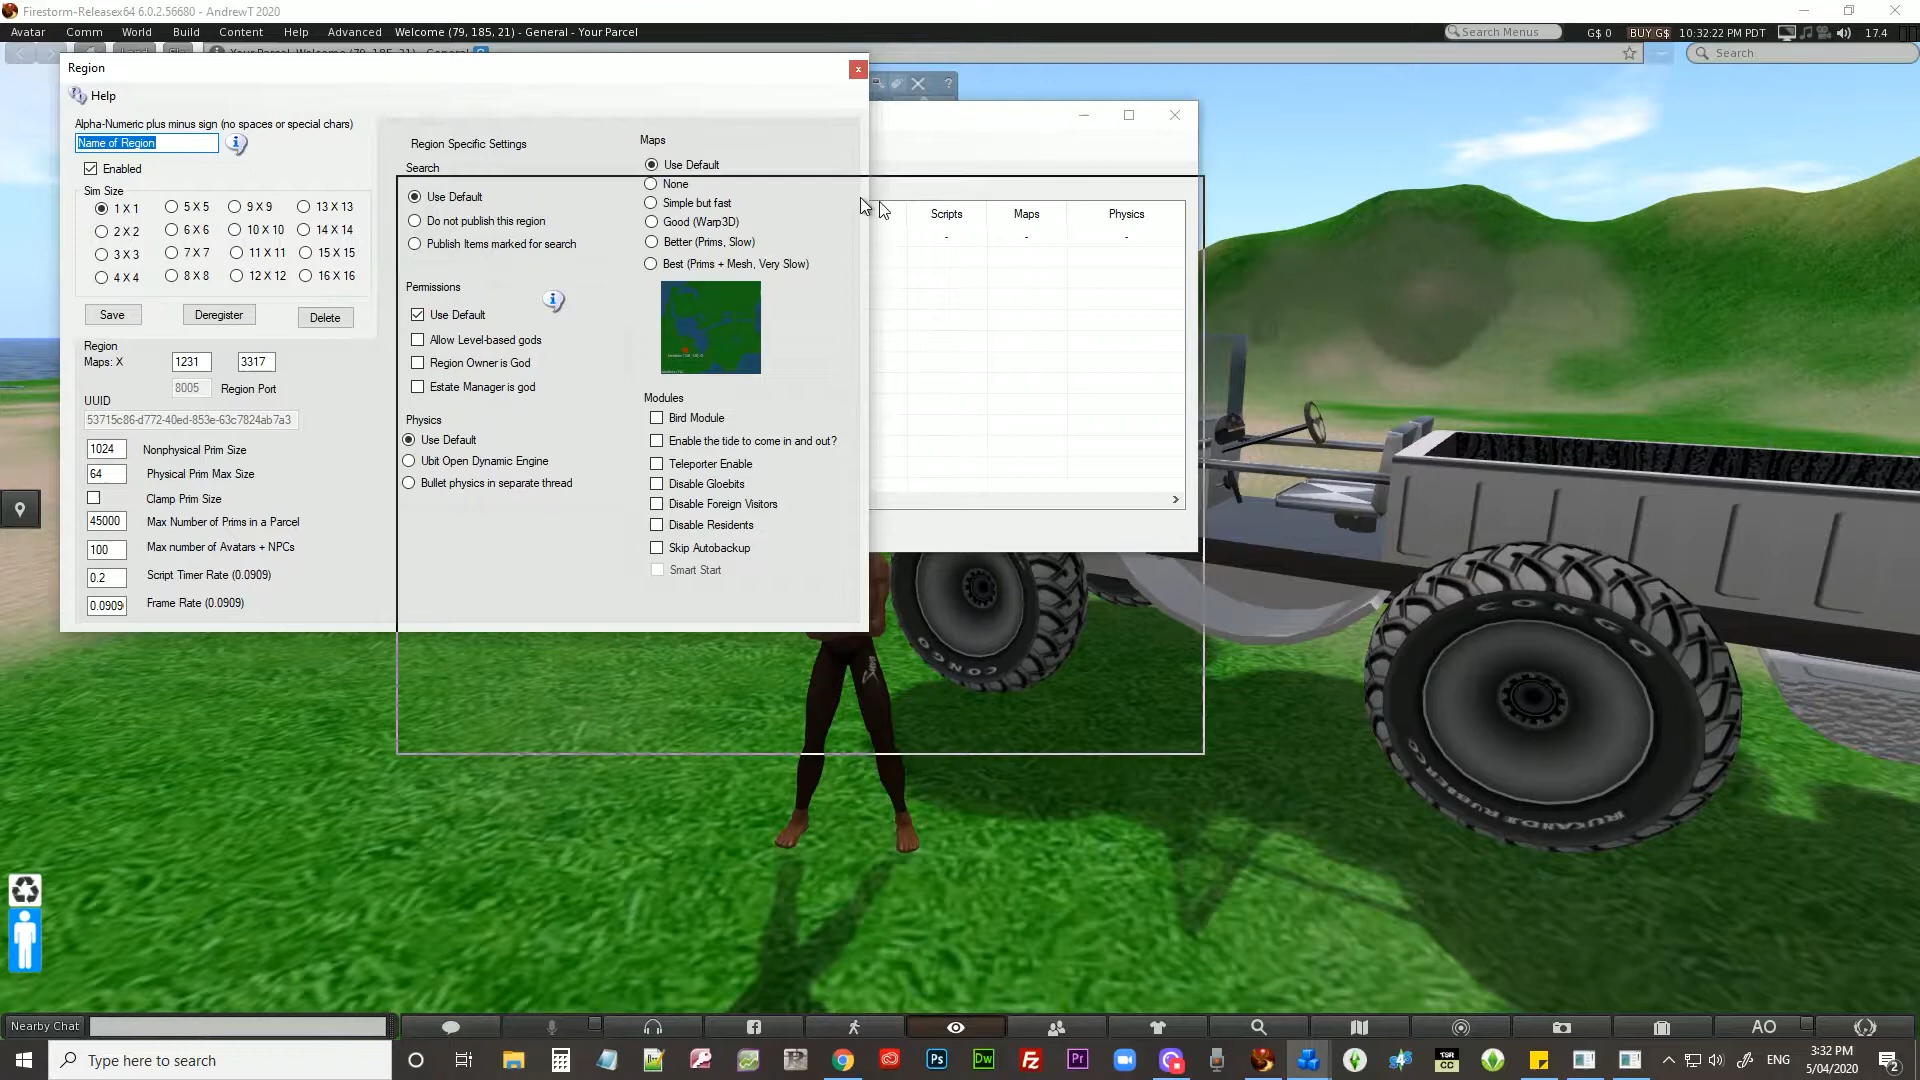 Firestorm-Releasex64 6.0.2.56680 - AndrewT 2020
Avatar Comm World Build Content Help Advanced Welcome (79, 185, 21) - General - Your Parcel
Search Menus G$ 0 BUY G$ 10:32:22 PM PDT 17.4
Search
Region
Help
Alpha-Numeric plus minus sign (no spaces or special chars)
Name of Region
Enabled
Sim Size
1 X 1 5 X 5 9 X 9 13 X 13
2 X 2 6 X 6 10 X 10 14 X 14
3 X 3 7 X 7 11 X 11 15 X 15
4 X 4 8 X 8 12 X 12 16 X 16
Save Deregister Delete
Region
Maps: X 1231 3317
8005 Region Port
UUID
53715c86-d772-40ed-853e-63c7824ab7a3
1024 Nonphysical Prim Size
64 Physical Prim Max Size
Clamp Prim Size
45000 Max Number of Prims in a Parcel
100 Max number of Avatars + NPCs
0.2 Script Timer Rate (0.0909)
0.0909 Frame Rate (0.0909)
Region Specific Settings
Search
Use Default
Do not publish this region
Publish Items marked for search
Permissions
Use Default
Allow Level-based gods
Region Owner is God
Estate Manager is god
Physics
Use Default
Ubit Open Dynamic Engine
Bullet physics in separate thread
Maps
Use Default
None
Simple but fast
Good (Warp3D)
Better (Prims, Slow)
Best (Prims + Mesh, Very Slow)
Modules
Bird Module
Enable the tide to come in and out?
Teleporter Enable
Disable Gloebits
Disable Foreign Visitors
Disable Residents
Skip Autobackup
Smart Start
Scripts Maps Physics
- - -
CONGO
CONGO
RUKANDI RUBBER CO
Nearby Chat
AO
Type here to search
Ps Dw Fz Pr
TSR CC
ENG
3:32 PM
5/04/2020
2